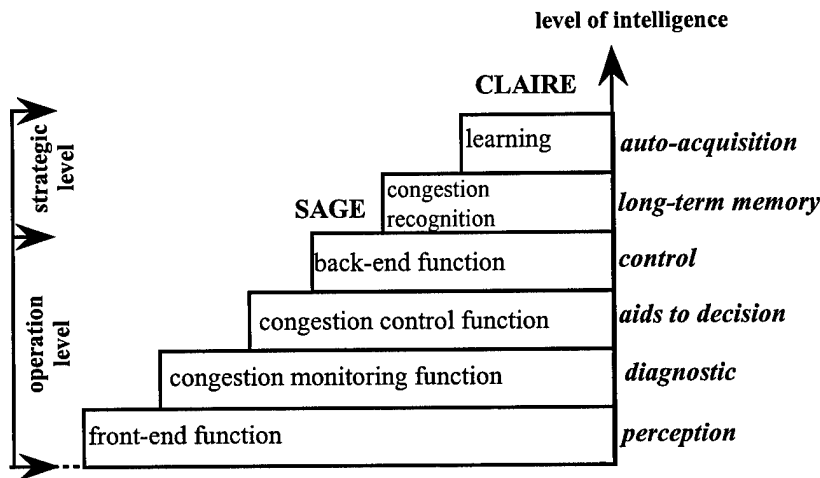 level of intelligence
CLAIRE
learning
auto-acquisition
strategic
level
congestion
recognition
long-term memory
SAGE
back-end function
control
operation
level
congestion control function
aids to decision
congestion monitoring function
diagnostic
front-end function
perception